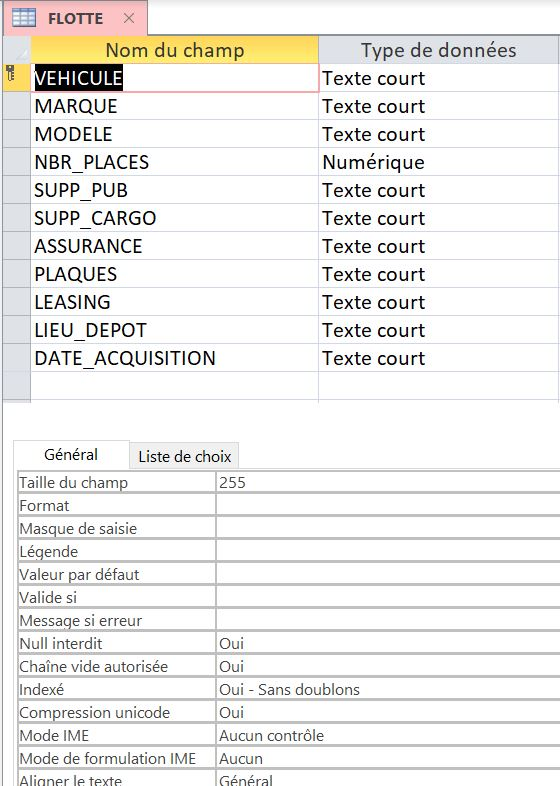 FLOTTE
Nom du champ Type de données
VEHICULE Texte court
MARQUE Texte court
MODELE Texte court
NBR_PLACES Numérique
SUPP_PUB Texte court
SUPP_CARGO Texte court
ASSURANCE Texte court
PLAQUES Texte court
LEASING Texte court
LIEU_DEPOT Texte court
DATE_ACQUISITION Texte court
Général Liste de choix
Taille du champ 255
Format
Masque de saisie
Légende
Valeur par défaut
Valide si
Message si erreur
Null interdit Oui
Chaîne vide autorisée Oui
Indexé Oui - Sans doublons
Compression unicode Oui
Mode IME Aucun contrôle
Mode de formulation IME Aucun
Aligner le texte Général